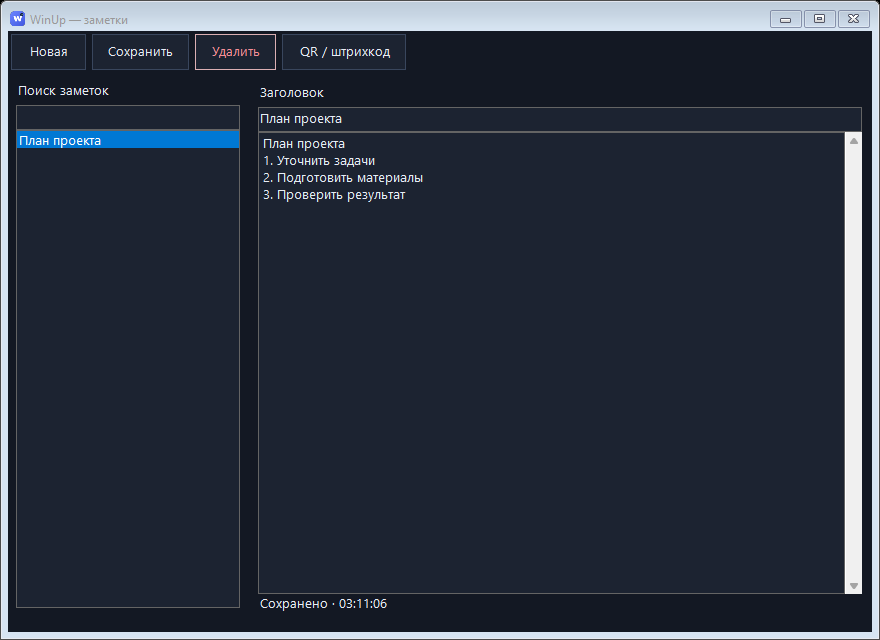 WinUp — заметки
Новая
Сохранить
Удалить
QR / штрихкод
Поиск заметок
План проекта
Заголовок
План проекта
План проекта
1. Уточнить задачи
2. Подготовить материалы
3. Проверить результат
Сохранено · 03:11:06